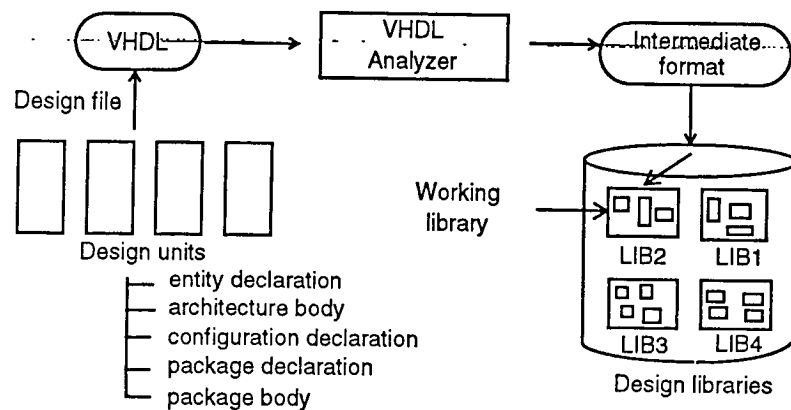 VHDL
VHDL
Analyzer
Intermediate
format
Design file
Working
library
LIB2
LIB1
LIB3
LIB4
Design units
entity declaration
architecture body
configuration declaration
package declaration
package body
Design libraries